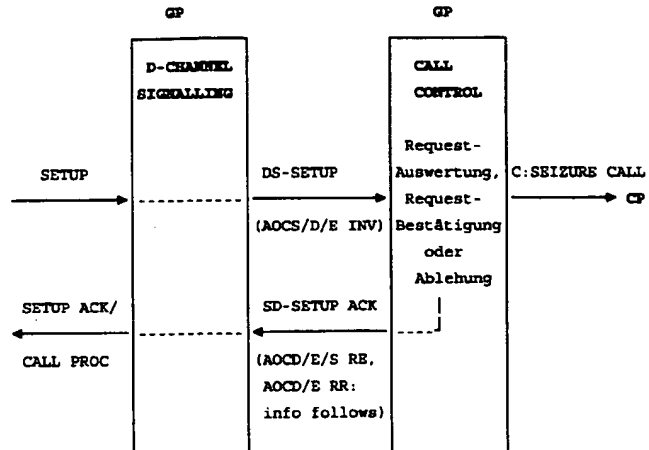 GP
GP
D-CHANNEL
SIGNALLING
CALL
CONTROL
Request-
Auswertung,
Request-
Bestätigung
oder
Ablehung
SETUP
DS-SETUP
(AOCS/D/E INV)
C:SEIZURE CALL
CP
SETUP ACK/
CALL PROC
SD-SETUP ACK
(AOCD/E/S RE,
AOCD/E RR:
info follows)